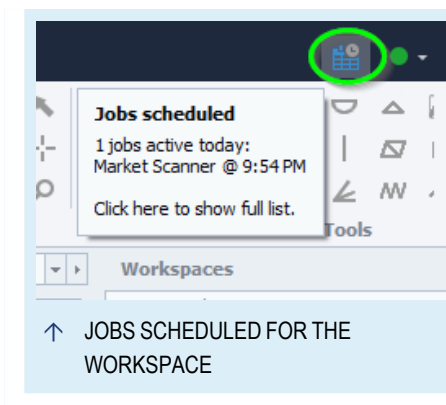 Jobs scheduled
1 jobs active today:
Market Scanner @ 9:54 PM
Click here to show full list.
Tools
Workspaces
JOBS SCHEDULED FOR THE
WORKSPACE